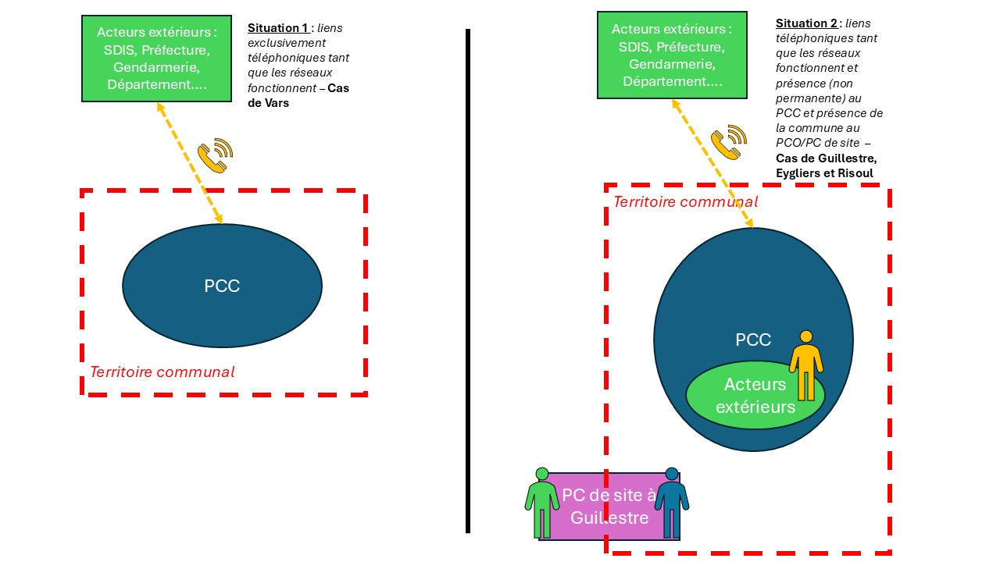 Acteurs extérieurs :
SDIS, Préfecture,
Gendarmerie,
Département….
Situation 1 : liens
exclusivement
téléphoniques tant
que les réseaux
fonctionnent – Cas
de Vars
PCC
Territoire communal
Acteurs extérieurs :
SDIS, Préfecture,
Gendarmerie,
Département….
Situation 2 : liens
téléphoniques tant
que les réseaux
fonctionnent et
présence (non
permanente) au
PCC et présence de
la commune au
PCO/PC de site –
Cas de Guillestre,
Eygliers et Risoul
Territoire communal
PCC
Acteurs
extérieurs
PC de site à
Guillestre